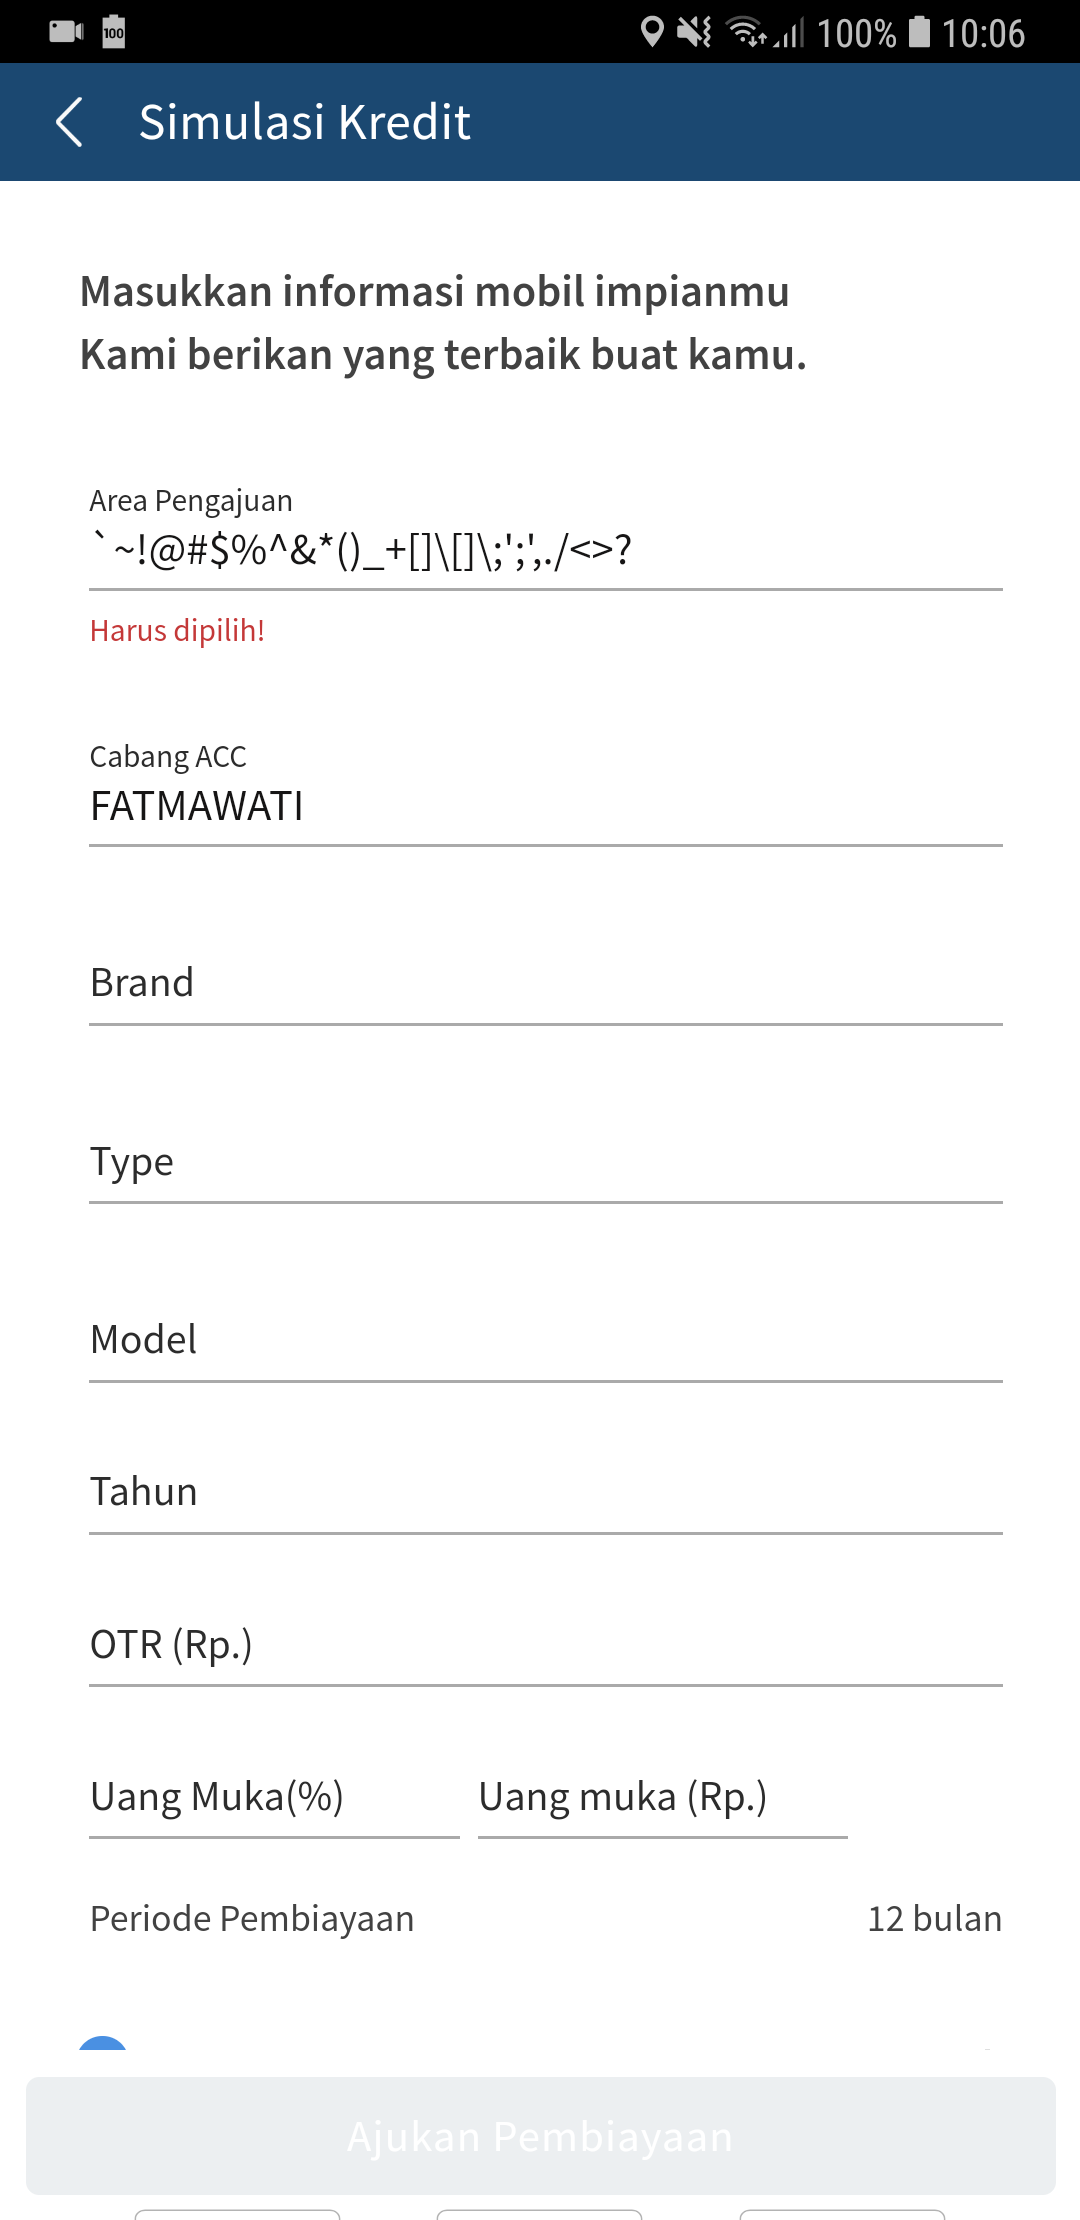 100 100% 10:06
Simulasi Kredit
Masukkan informasi mobil impianmu
Kami berikan yang terbaik buat kamu.
Area Pengajuan
`~!@#$%^&*()_+[]\[]\;';',./<>?
Harus dipilih!
Cabang ACC
FATMAWATI
Brand
Type
Model
Tahun
OTR (Rp.)
Uang Muka(%) Uang muka (Rp.)
Periode Pembiayaan 12 bulan
Ajukan Pembiayaan